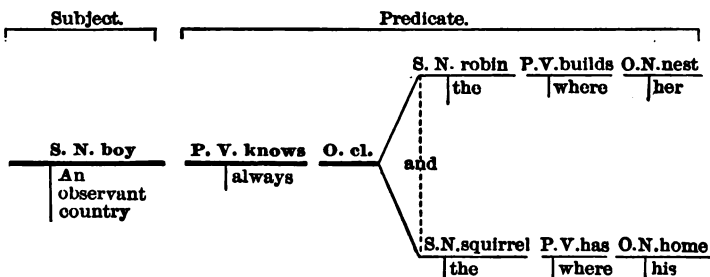 Subject. Predicate.
S. N. robin P.V.builds O.N.nest
the where her
S. N. boy P. V. knows O. cl. and
An always
observant
country
S.N.squirrel P.V.has O.N.home
the where his